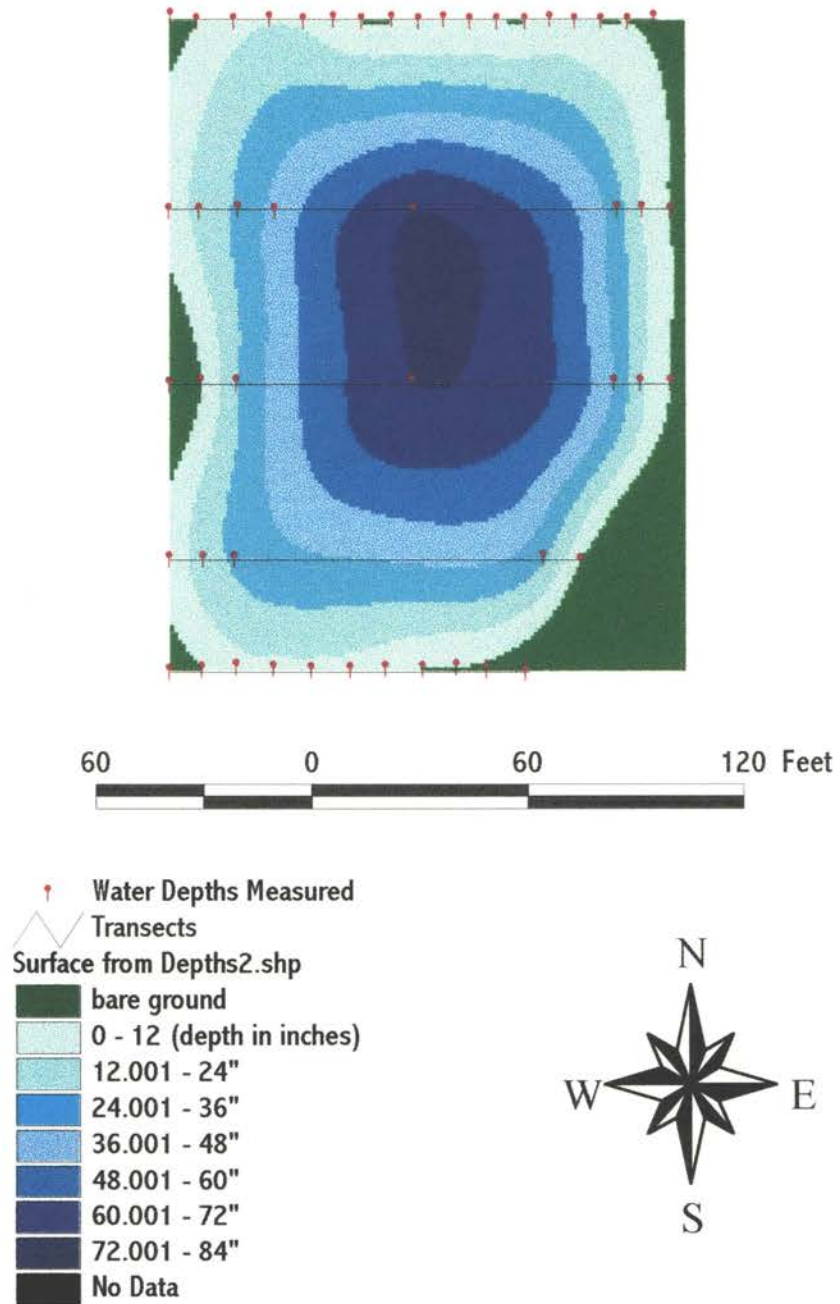 60 0 60 120 Feet
Water Depths Measured
Transects
Surface from Depths2.shp
bare ground
0 - 12 (depth in inches)
12.001 - 24"
24.001 - 36"
36.001 - 48"
48.001 - 60"
60.001 - 72"
72.001 - 84"
No Data
N
W E
S